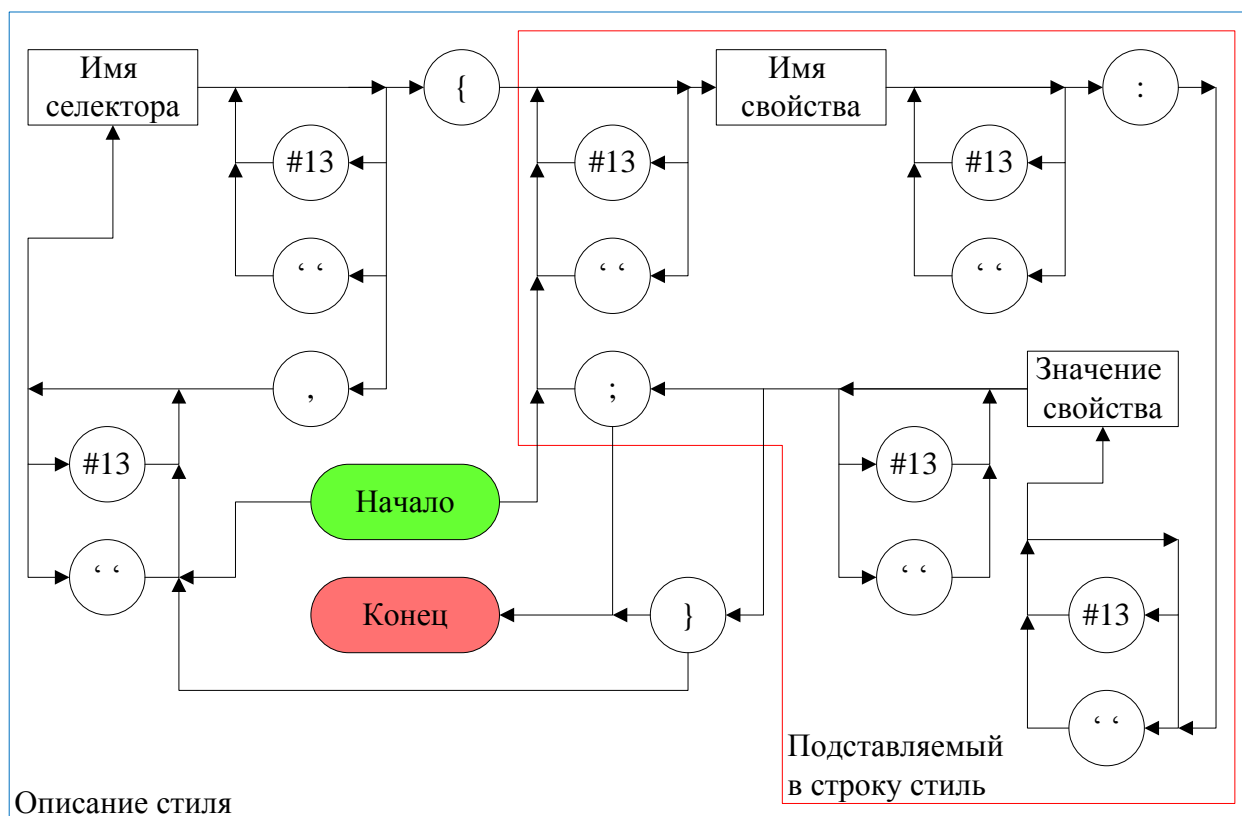 Имя
селектора
{
Имя
свойства
:
#13
#13
#13
‘ ‘
‘ ‘
‘ ‘
,
;
Значение
свойства
#13
Начало
#13
‘ ‘
‘ ‘
Конец
}
#13
‘ ‘
Подставляемый
в строку стиль
Описание стиля